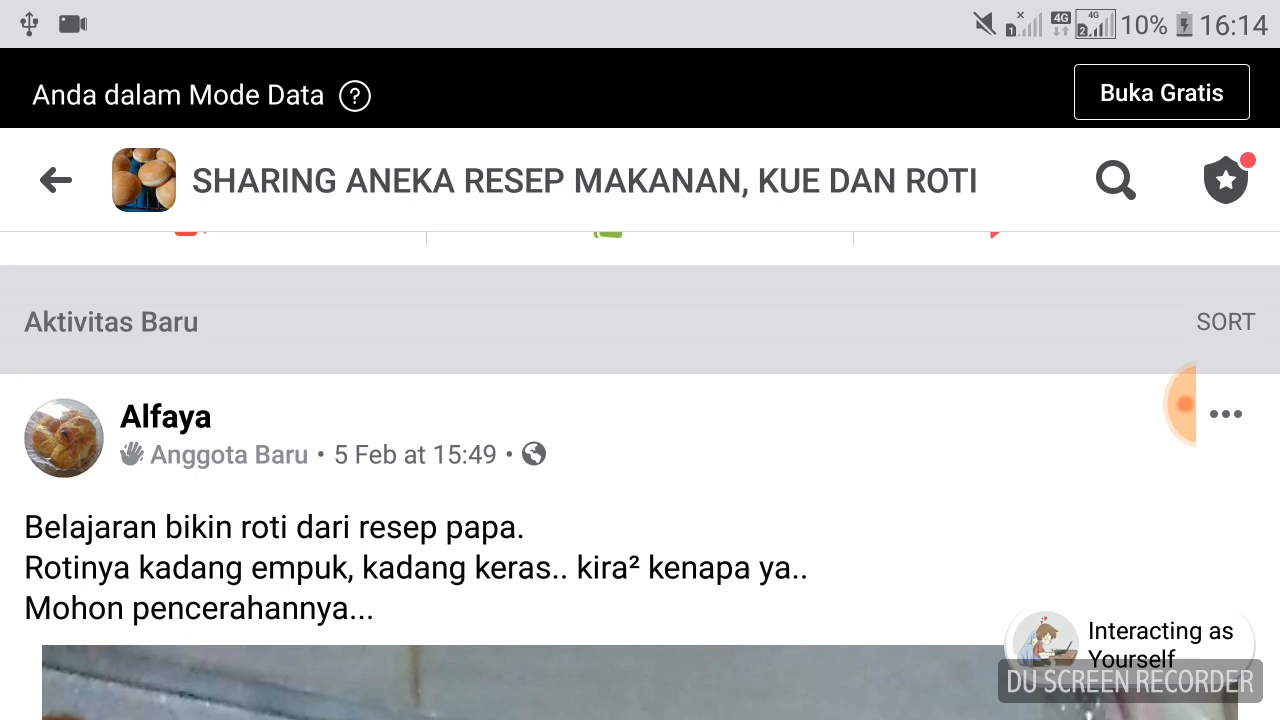 10% 16:14
Anda dalam Mode Data ?
Buka Gratis
SHARING ANEKA RESEP MAKANAN, KUE DAN ROTI
Aktivitas Baru
SORT
Alfaya
Anggota Baru • 5 Feb at 15:49 •
Belajaran bikin roti dari resep papa.
Rotinya kadang empuk, kadang keras.. kira² kenapa ya..
Mohon pencerahannya...
Interacting as
Yourself
DU SCREEN RECORDER